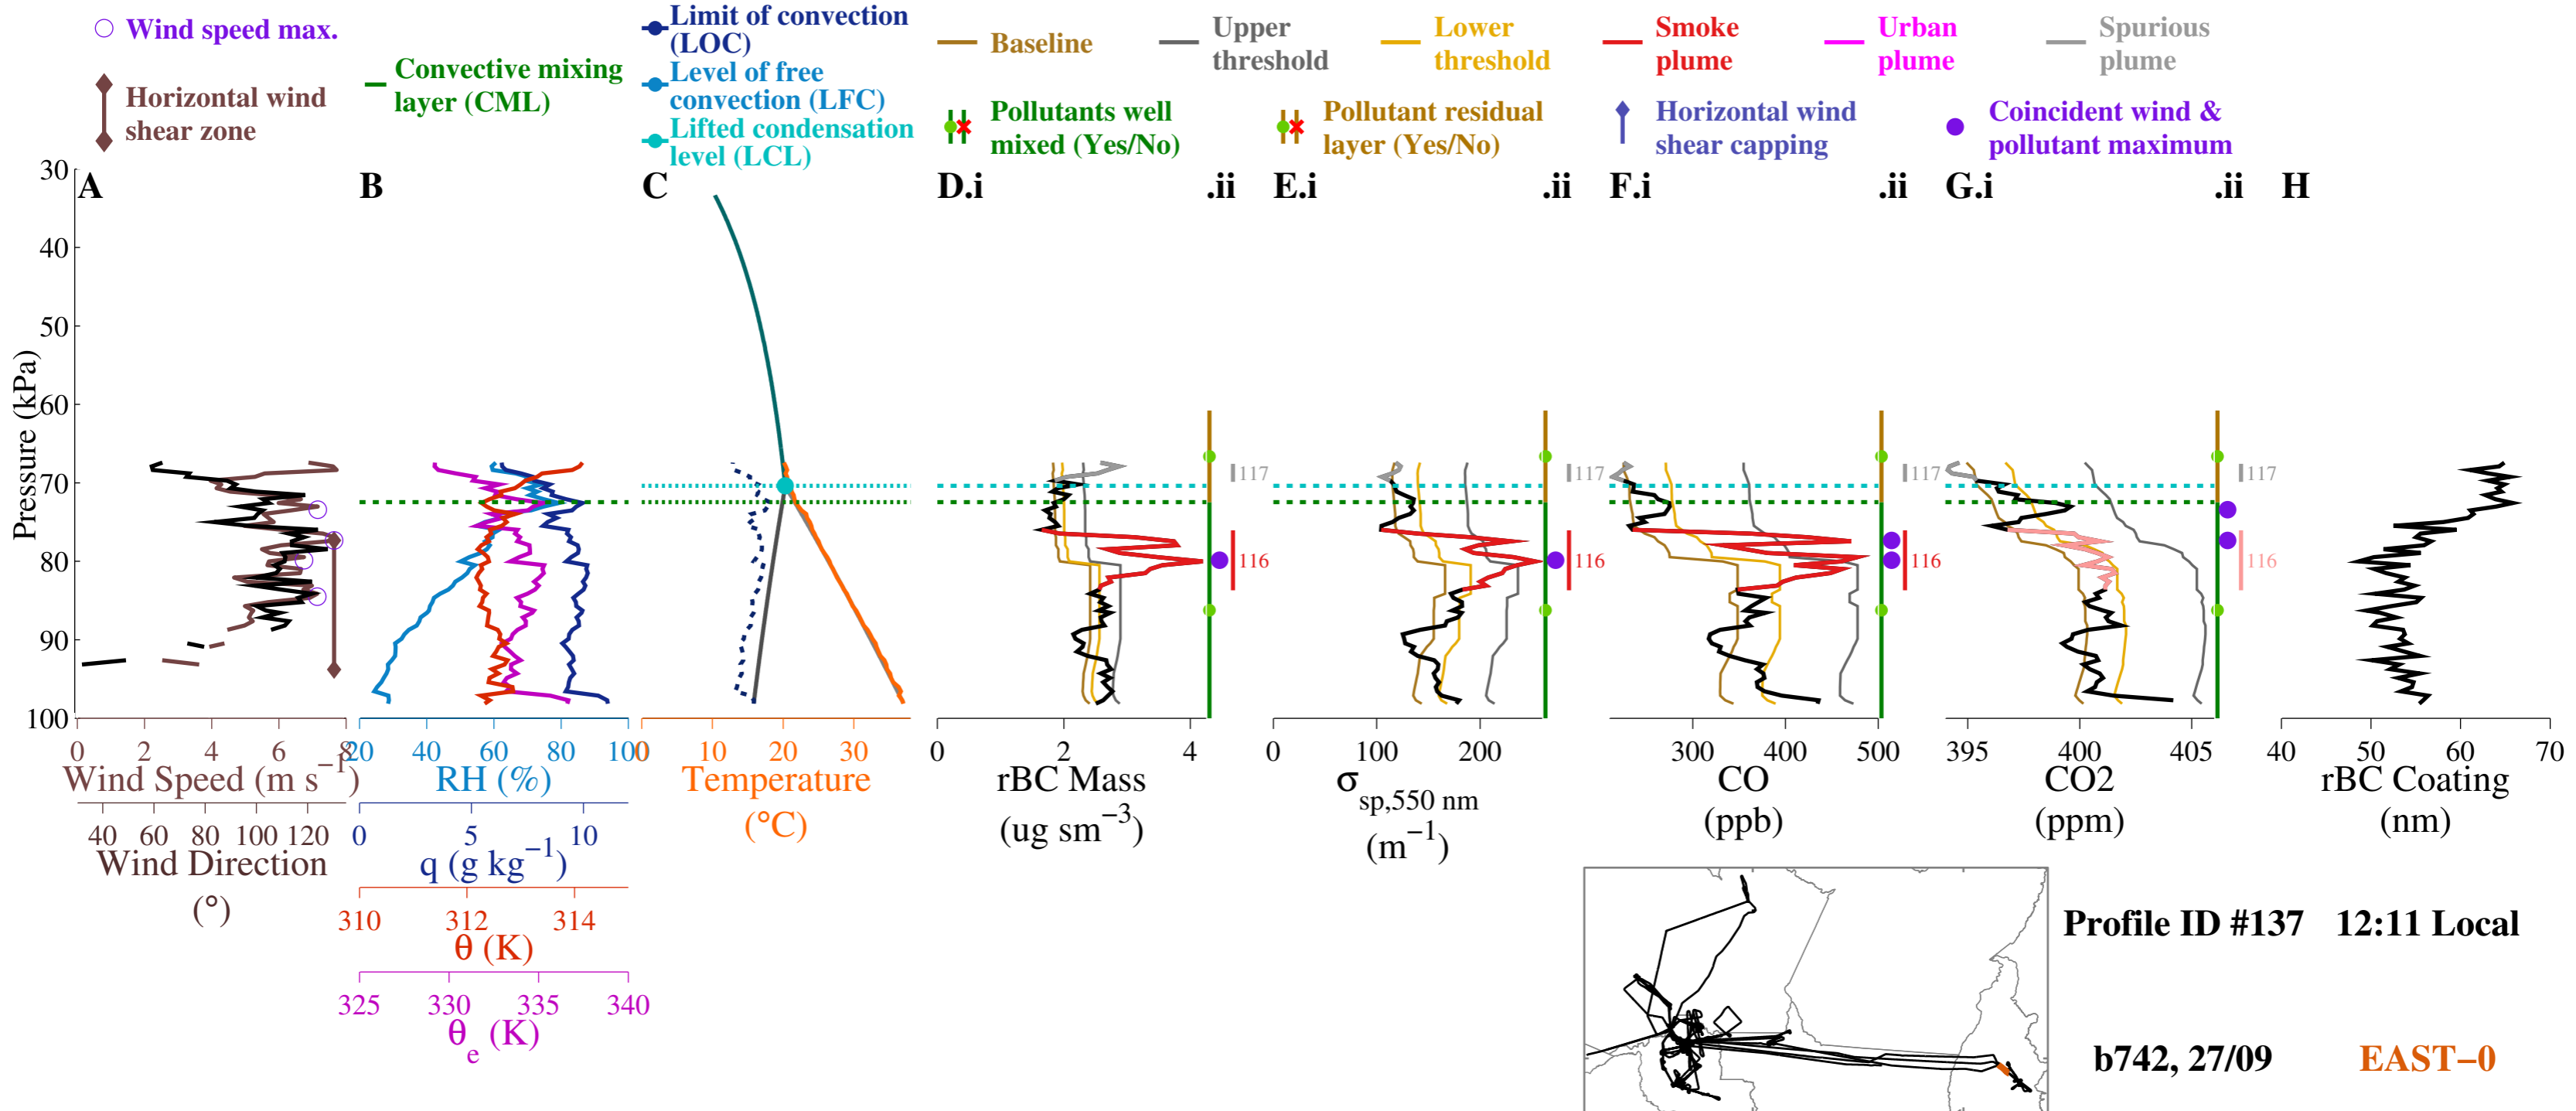 Wind speed max.
Horizontal wind
shear zone
Convective mixing
layer (CML)
Limit of convection
(LOC)
Level of free
convection (LFC)
Lifted condensation
level (LCL)
Baseline
Upper
threshold
Lower
threshold
Smoke
plume
Urban
plume
Spurious
plume
Pollutants well
mixed (Yes/No)
Pollutant residual
layer (Yes/No)
Horizontal wind
shear capping
Coincident wind &
pollutant maximum
A B C D.i .ii E.i .ii F.i .ii G.i .ii H
Pressure (kPa)
30
40
50
60
70
80
90
100
117 117 117 117
116 116 116 116
0 2 4 6 8
Wind Speed (m s−1)
40 60 80 100 120
Wind Direction
(°)
20 40 60 80 100
RH (%)
0 5 10
q (g kg−1)
310 312 314
θ (K)
325 330 335 340
θe (K)
0 10 20 30
Temperature
(°C)
0 2 4
rBC Mass
(ug sm−3)
0 100 200
σsp,550 nm
(m−1)
300 400 500
CO
(ppb)
395 400 405
CO2
(ppm)
40 50 60 70
rBC Coating
(nm)
Profile ID #137 12:11 Local
b742, 27/09 EAST−0